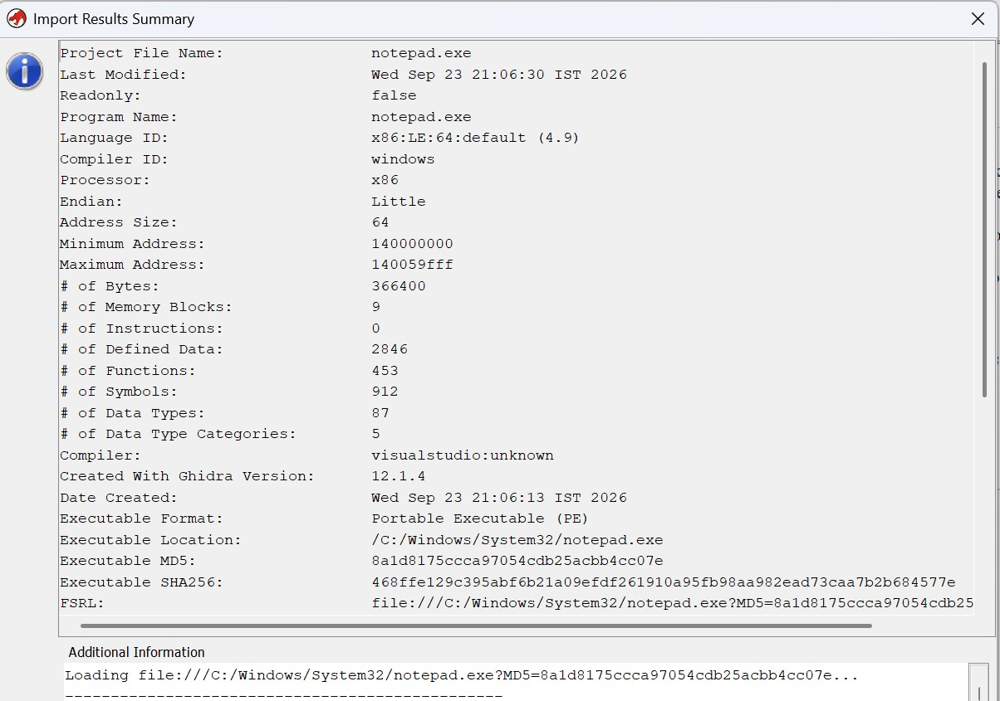 Import Results Summary
Project File Name: notepad.exe
Last Modified: Wed Sep 23 21:06:30 IST 2026
Readonly: false
Program Name: notepad.exe
Language ID: x86:LE:64:default (4.9)
Compiler ID: windows
Processor: x86
Endian: Little
Address Size: 64
Minimum Address: 140000000
Maximum Address: 140059fff
# of Bytes: 366400
# of Memory Blocks: 9
# of Instructions: 0
# of Defined Data: 2846
# of Functions: 453
# of Symbols: 912
# of Data Types: 87
# of Data Type Categories: 5
Compiler: visualstudio:unknown
Created With Ghidra Version: 12.1.4
Date Created: Wed Sep 23 21:06:13 IST 2026
Executable Format: Portable Executable (PE)
Executable Location: /C:/Windows/System32/notepad.exe
Executable MD5: 8a1d8175ccca97054cdb25acbb4cc07e
Executable SHA256: 468ffe129c395abf6b21a09efdf261910a95fb98aa982ead73caa7b2b684577e
FSRL: file:///C:/Windows/System32/notepad.exe?MD5=8a1d8175ccca97054cdb25
Additional Information
Loading file:///C:/Windows/System32/notepad.exe?MD5=8a1d8175ccca97054cdb25acbb4cc07e...
------------------------------------------------